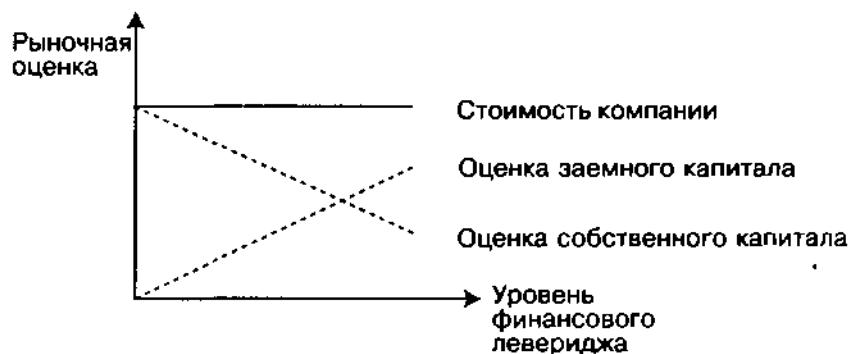 Рыночная
оценка
Стоимость компании
Оценка заемного капитала
Оценка собственного капитала
Уровень
финансового
левериджа